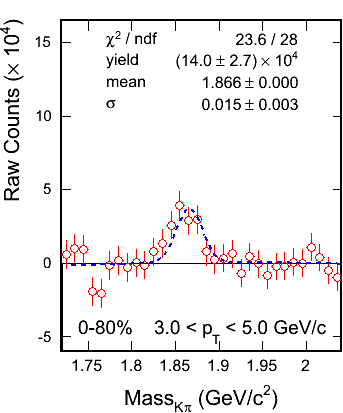 χ² / ndf 23.6 / 28
yield (14.0 ± 2.7) × 10⁴
mean 1.866 ± 0.000
σ 0.015 ± 0.003
Raw Counts (× 10⁴)
15
10
5
0
-5
0-80% 3.0 < p_T < 5.0 GeV/c
1.75 1.8 1.85 1.9 1.95 2
Mass_Kπ (GeV/c²)